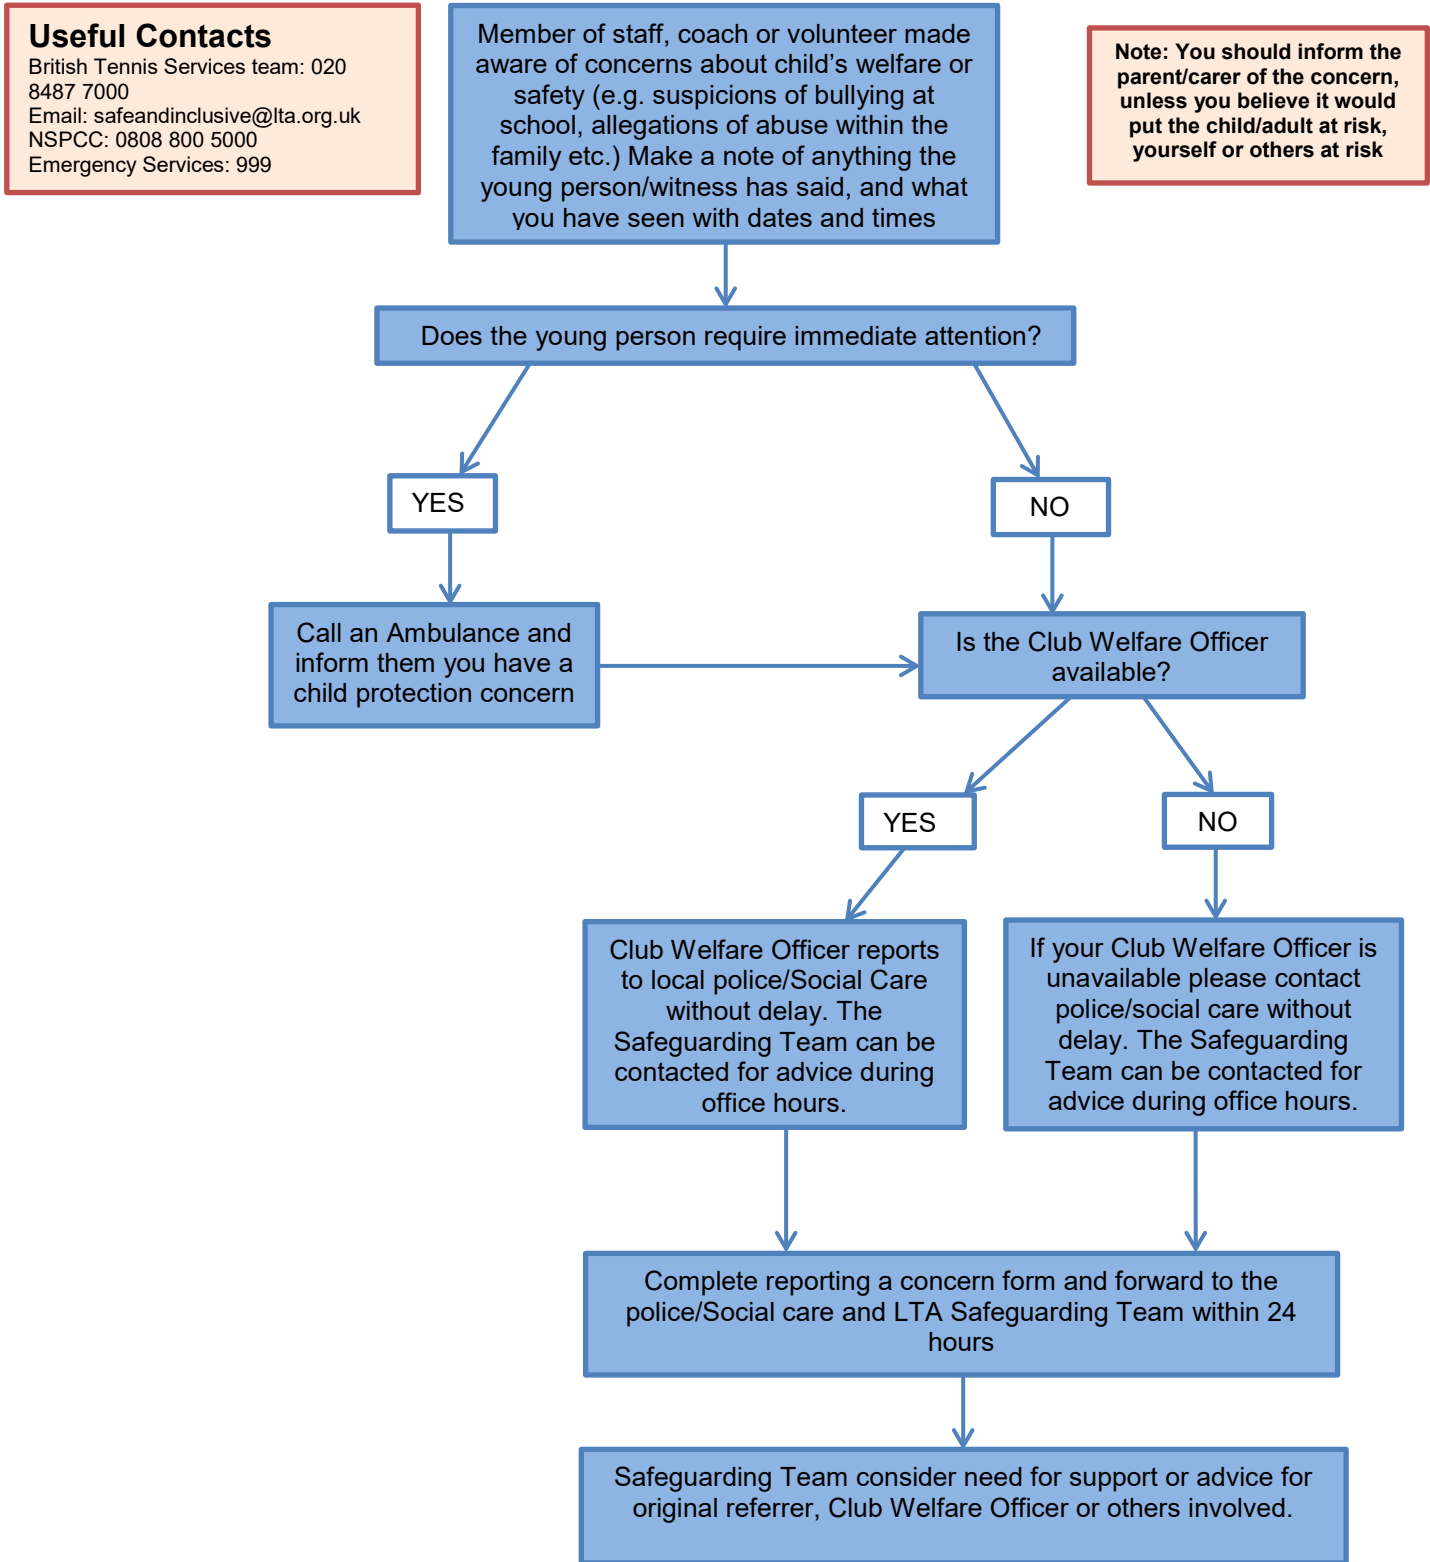 Useful Contacts
British Tennis Services team: 020
8487 7000
Email: safeandinclusive@lta.org.uk
NSPCC: 0808 800 5000
Emergency Services: 999
Member of staff, coach or volunteer made
aware of concerns about child’s welfare or
safety (e.g. suspicions of bullying at
school, allegations of abuse within the
family etc.) Make a note of anything the
young person/witness has said, and what
you have seen with dates and times
Note: You should inform the
parent/carer of the concern,
unless you believe it would
put the child/adult at risk,
yourself or others at risk
Does the young person require immediate attention?
YES
NO
Call an Ambulance and
inform them you have a
child protection concern
Is the Club Welfare Officer
available?
YES
NO
Club Welfare Officer reports
to local police/Social Care
without delay. The
Safeguarding Team can be
contacted for advice during
office hours.
If your Club Welfare Officer is
unavailable please contact
police/social care without
delay. The Safeguarding
Team can be contacted for
advice during office hours.
Complete reporting a concern form and forward to the
police/Social care and LTA Safeguarding Team within 24
hours
Safeguarding Team consider need for support or advice for
original referrer, Club Welfare Officer or others involved.